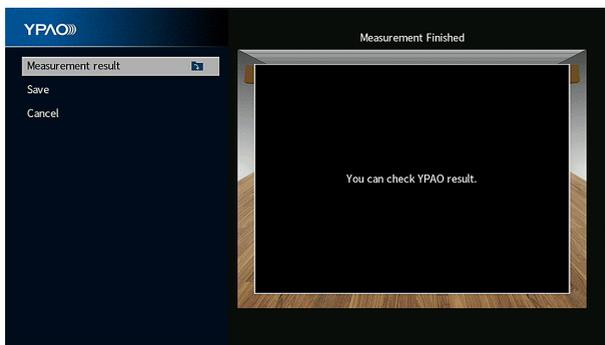 YPAO
Measurement Finished
Measurement result
Save
Cancel
You can check YPAO result.